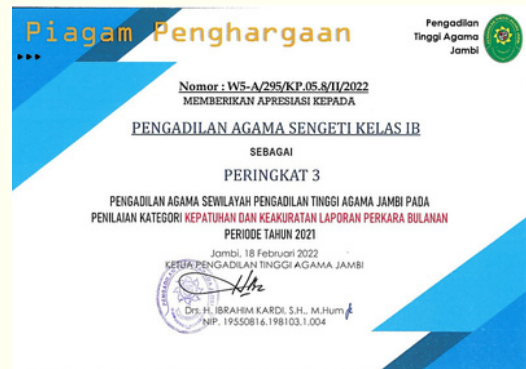 Piagam Penghargaan
Pengadilan
Tinggi Agama
Jambi
Nomor : W5-A/295/KP.05.8/II/2022
MEMBERIKAN APRESIASI KEPADA
PENGADILAN AGAMA SENGETI KELAS IB
SEBAGAI
PERINGKAT 3
PENGADILAN AGAMA SEWILAYAH PENGADILAN TINGGI AGAMA JAMBI PADA
PENILAIAN KATEGORI KEPATUHAN DAN KEAKURATAN LAPORAN PERKARA BULANAN
PERIODE TAHUN 2021
Jambi, 18 Februari 2022
KETUA PENGADILAN TINGGI AGAMA JAMBI
Drs. H. IBRAHIM KARDI, S.H., M.Hum
NIP. 19550816.198103.1.004